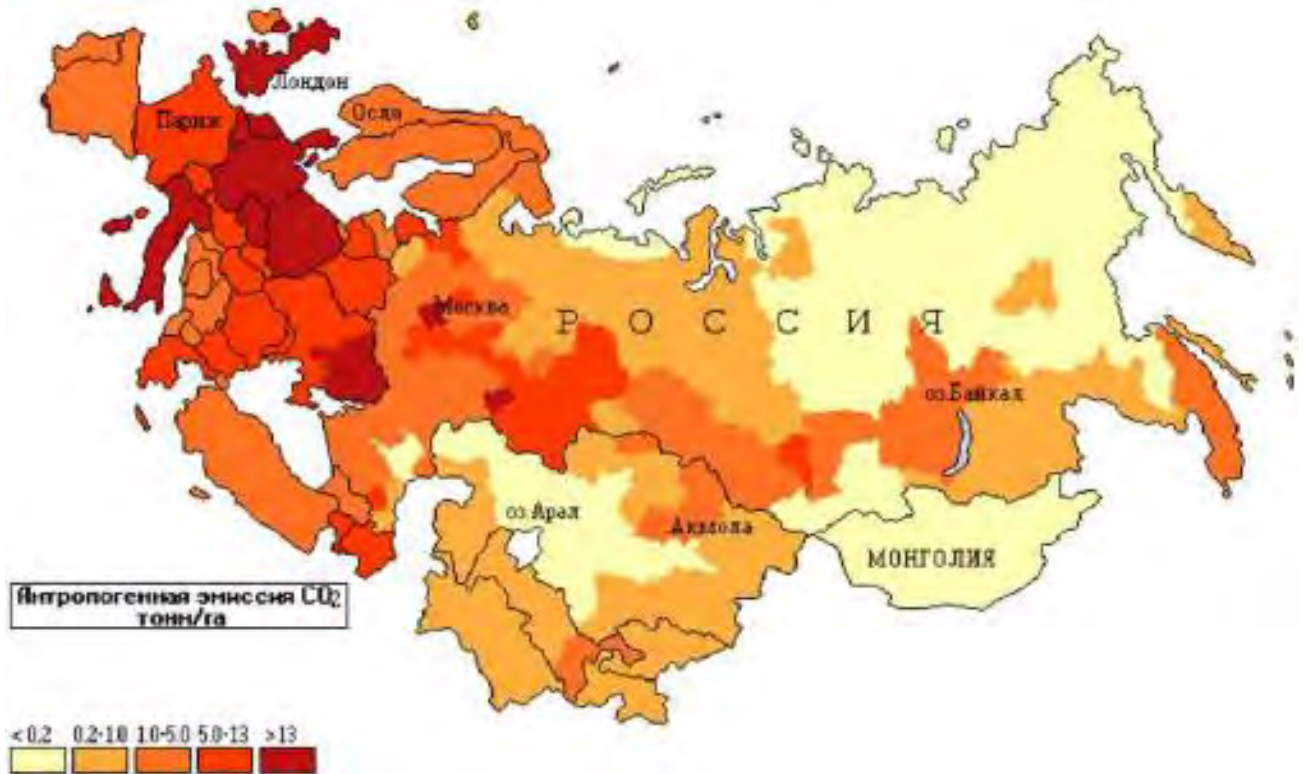 Лондон
Осло
Париж
Москва
РОССИЯ
оз.Байкал
оз.Арал
Акмола
МОНГОЛИЯ
Антропогенная эмиссия CO2
тонн/га
<0.2 0.2-1.0 1.0-5.0 5.0-13 >13